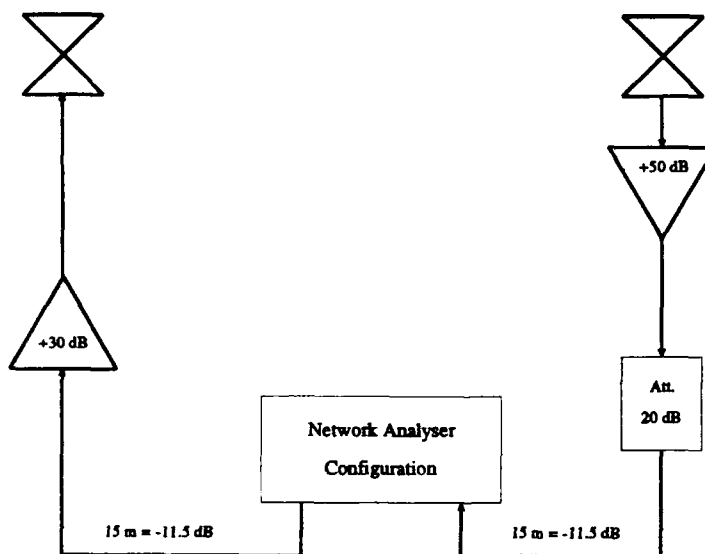 +50 dB
+30 dB
Att.
20 dB
Network Analyser
Configuration
15 m = -11.5 dB
15 m = -11.5 dB